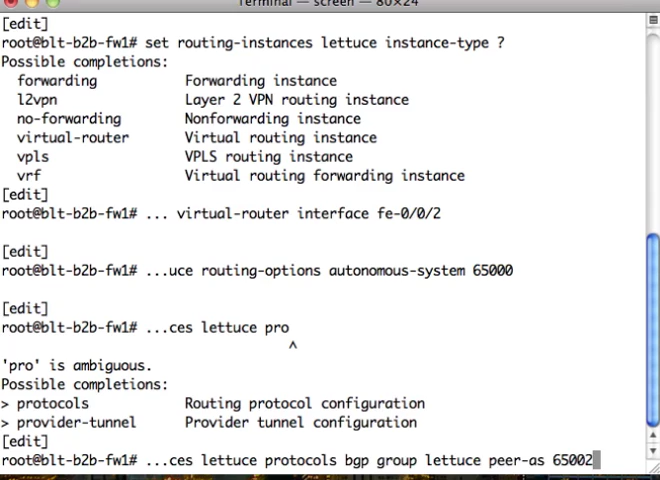 Terminal — screen — 80×24
[edit]
root@blt-b2b-fw1# set routing-instances lettuce instance-type ?
Possible completions:
  forwarding           Forwarding instance
  l2vpn                Layer 2 VPN routing instance
  no-forwarding        Nonforwarding instance
  virtual-router       Virtual routing instance
  vpls                 VPLS routing instance
  vrf                  Virtual routing forwarding instance
[edit]
root@blt-b2b-fw1# ... virtual-router interface fe-0/0/2
[edit]
root@blt-b2b-fw1# ...uce routing-options autonomous-system 65000
[edit]
root@blt-b2b-fw1# ...ces lettuce pro
                                    ^
'pro' is ambiguous.
Possible completions:
> protocols            Routing protocol configuration
> provider-tunnel      Provider tunnel configuration
[edit]
root@blt-b2b-fw1# ...ces lettuce protocols bgp group lettuce peer-as 65002